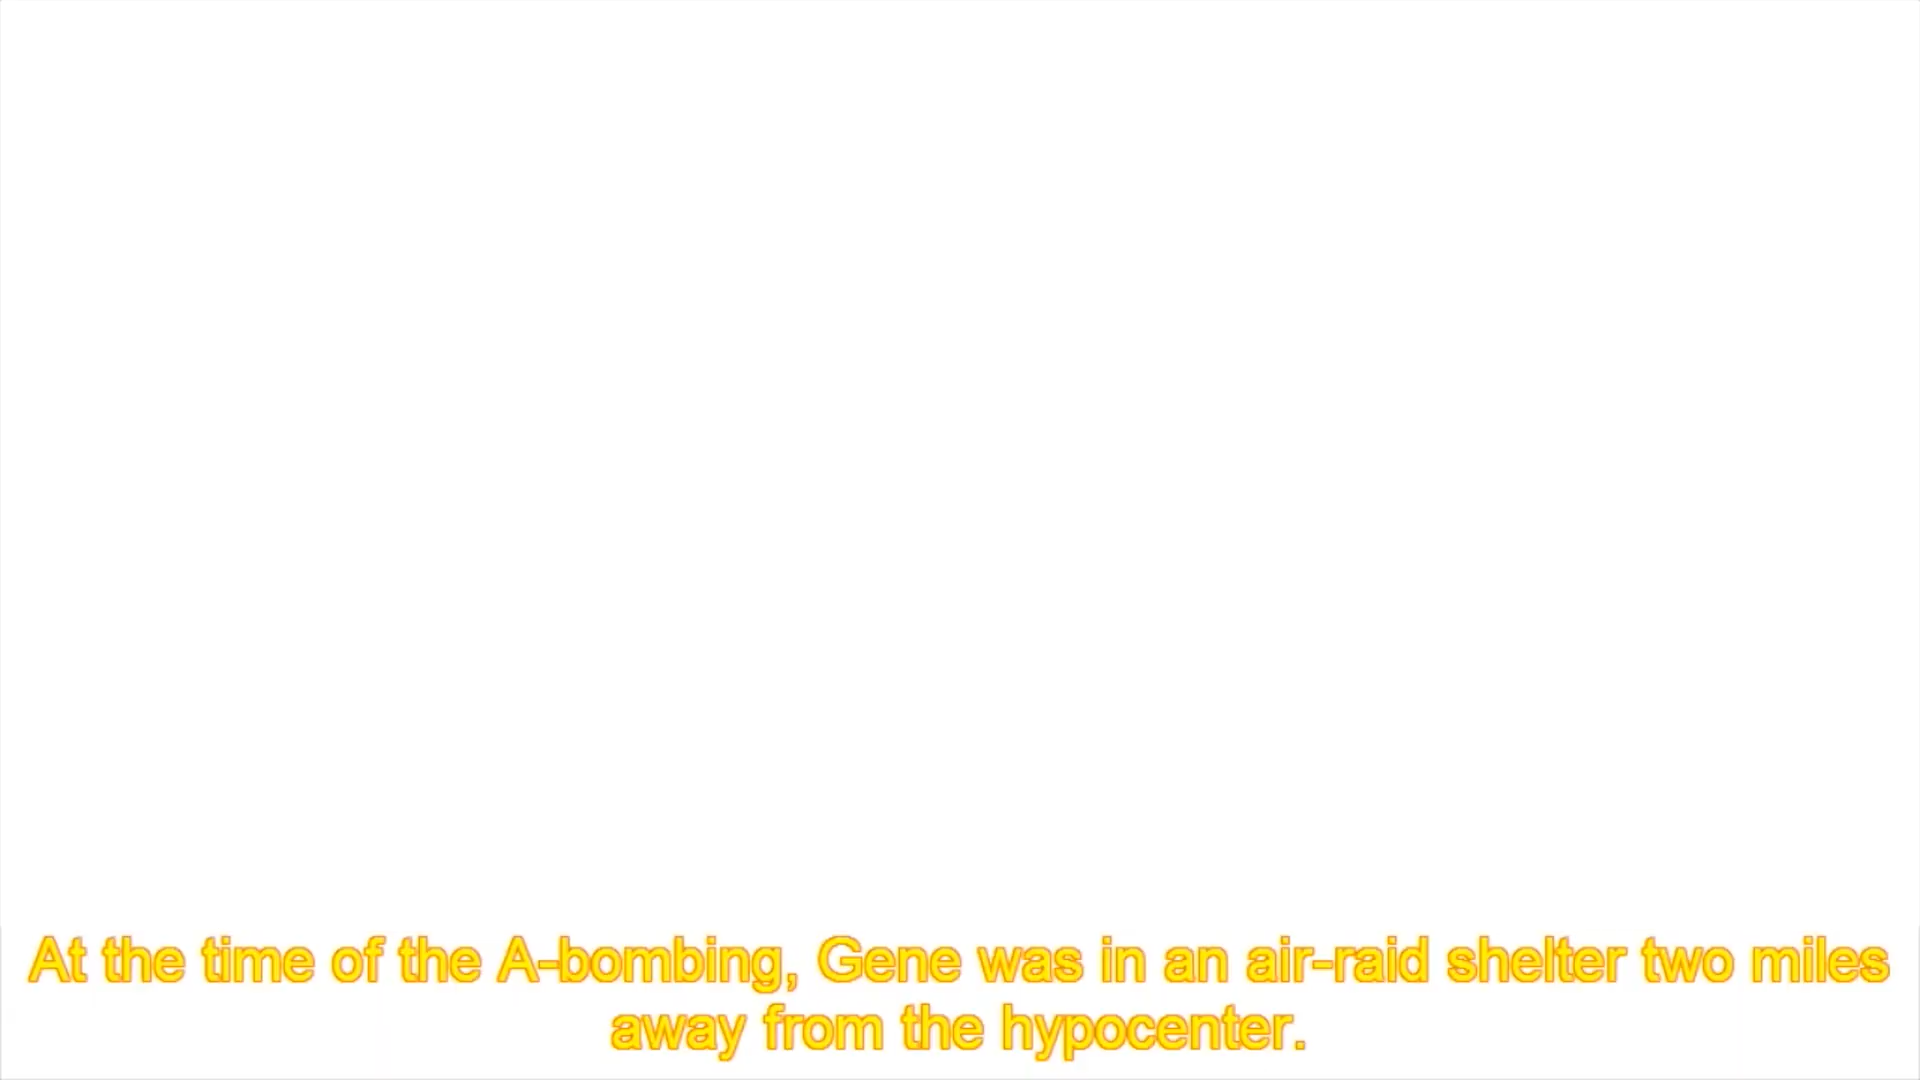 At the time of the A-bombing, Gene was in an air-raid shelter two miles
away from the hypocenter.